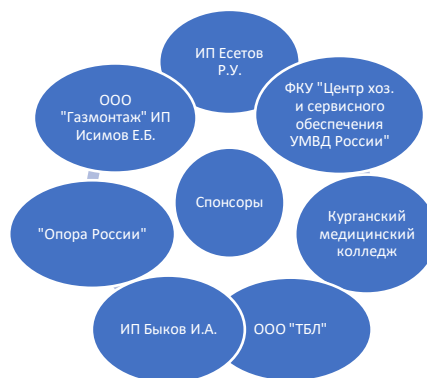 ИП Есетов
Р.У.
ФКУ "Центр хоз.
и сервисного
обеспечения
УМВД России"
Курганский
медицинский
колледж
ООО "ТБЛ"
ИП Быков И.А.
"Опора России"
ООО
"Газмонтаж" ИП
Исимов Е.Б.
Спонсоры